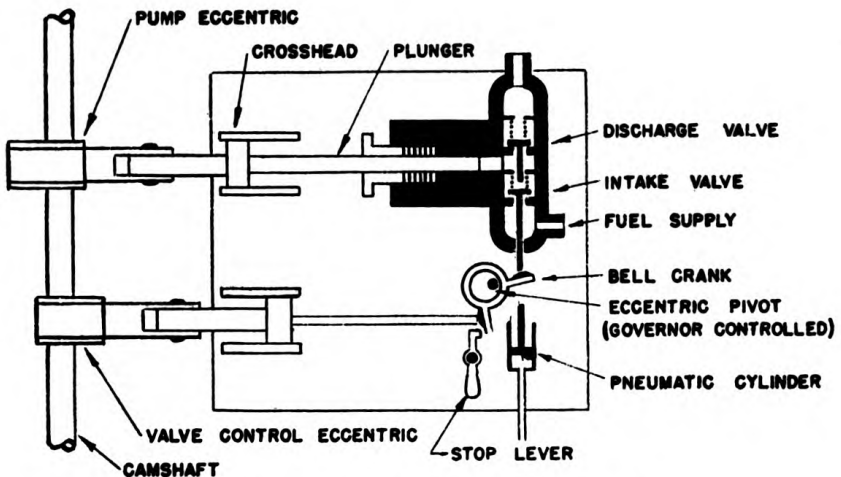 PUMP ECCENTRIC
CROSSHEAD
PLUNGER
DISCHARGE VALVE
INTAKE VALVE
FUEL SUPPLY
BELL CRANK
ECCENTRIC PIVOT
(GOVERNOR CONTROLLED)
PNEUMATIC CYLINDER
VALVE CONTROL ECCENTRIC
STOP LEVER
CAMSHAFT